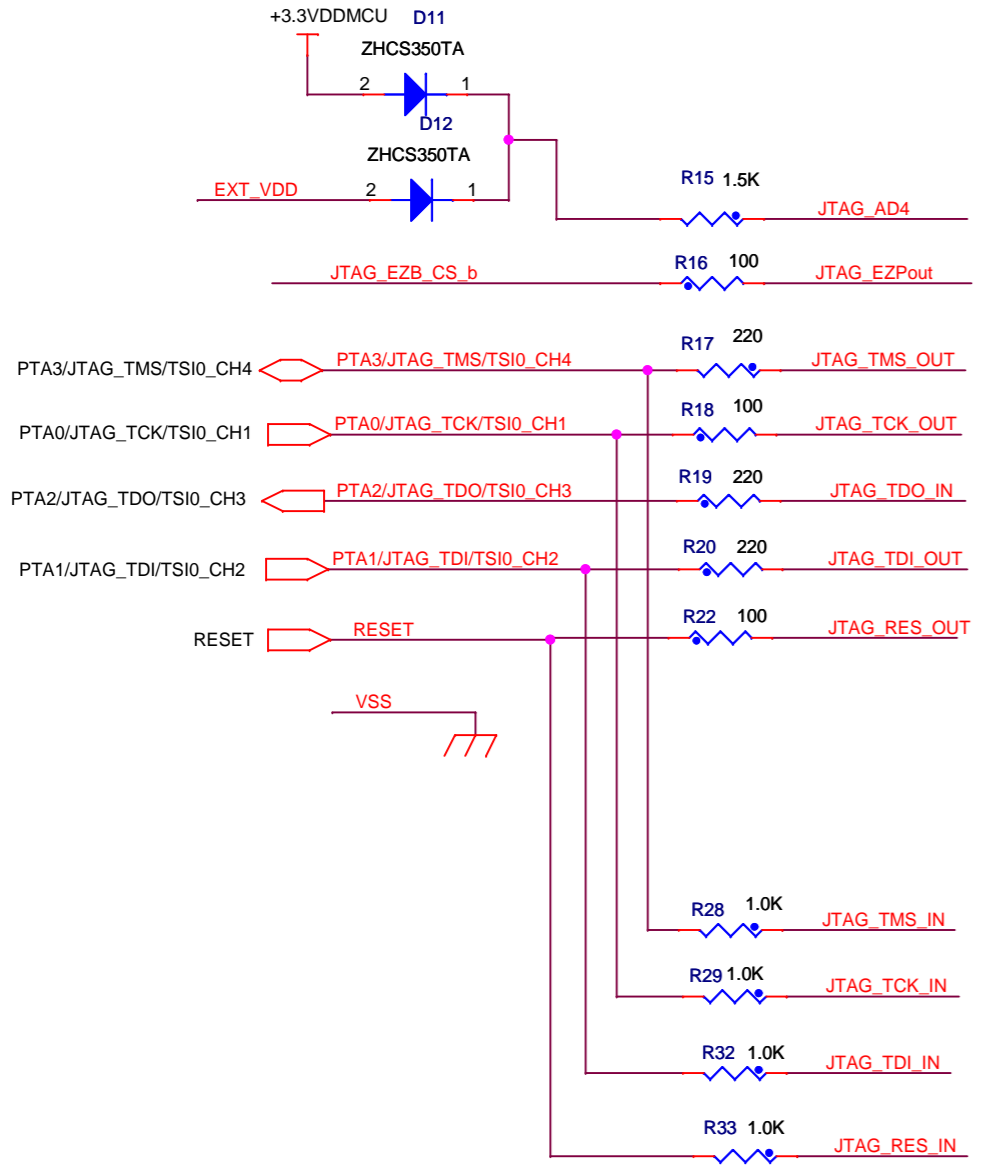 +3.3VDDMCU D11
ZHCS350TA
2 1
D12
ZHCS350TA
EXT_VDD 2 1
R15 1.5K JTAG_AD4
JTAG_EZB_CS_b R16 100 JTAG_EZPout
PTA3/JTAG_TMS/TSI0_CH4 PTA3/JTAG_TMS/TSI0_CH4 R17 220 JTAG_TMS_OUT
PTA0/JTAG_TCK/TSI0_CH1 PTA0/JTAG_TCK/TSI0_CH1 R18 100 JTAG_TCK_OUT
PTA2/JTAG_TDO/TSI0_CH3 PTA2/JTAG_TDO/TSI0_CH3 R19 220 JTAG_TDO_IN
PTA1/JTAG_TDI/TSI0_CH2 PTA1/JTAG_TDI/TSI0_CH2 R20 220 JTAG_TDI_OUT
RESET RESET R22 100 JTAG_RES_OUT
VSS
R28 1.0K JTAG_TMS_IN
R29 1.0K JTAG_TCK_IN
R32 1.0K JTAG_TDI_IN
R33 1.0K JTAG_RES_IN